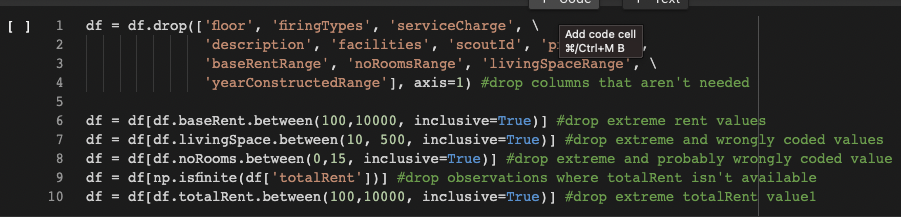 Code Text
[ ] 1 df = df.drop(['floor', 'firingTypes', 'serviceCharge', \
Add code cell
⌘/Ctrl+M B
2 'description', 'facilities', 'scoutId', ,
3 'baseRentRange', 'noRoomsRange', 'livingSpaceRange', \
4 'yearConstructedRange'], axis=1) #drop columns that aren't needed
5
6 df = df[df.baseRent.between(100,10000, inclusive=True)] #drop extreme rent values
7 df = df[df.livingSpace.between(10, 500, inclusive=True)] #drop extreme and wrongly coded values
8 df = df[df.noRooms.between(0,15, inclusive=True)] #drop extreme and probably wrongly coded value
9 df = df[np.isfinite(df['totalRent'])] #drop observations where totalRent isn't available
10 df = df[df.totalRent.between(100,10000, inclusive=True)] #drop extreme totalRent value1